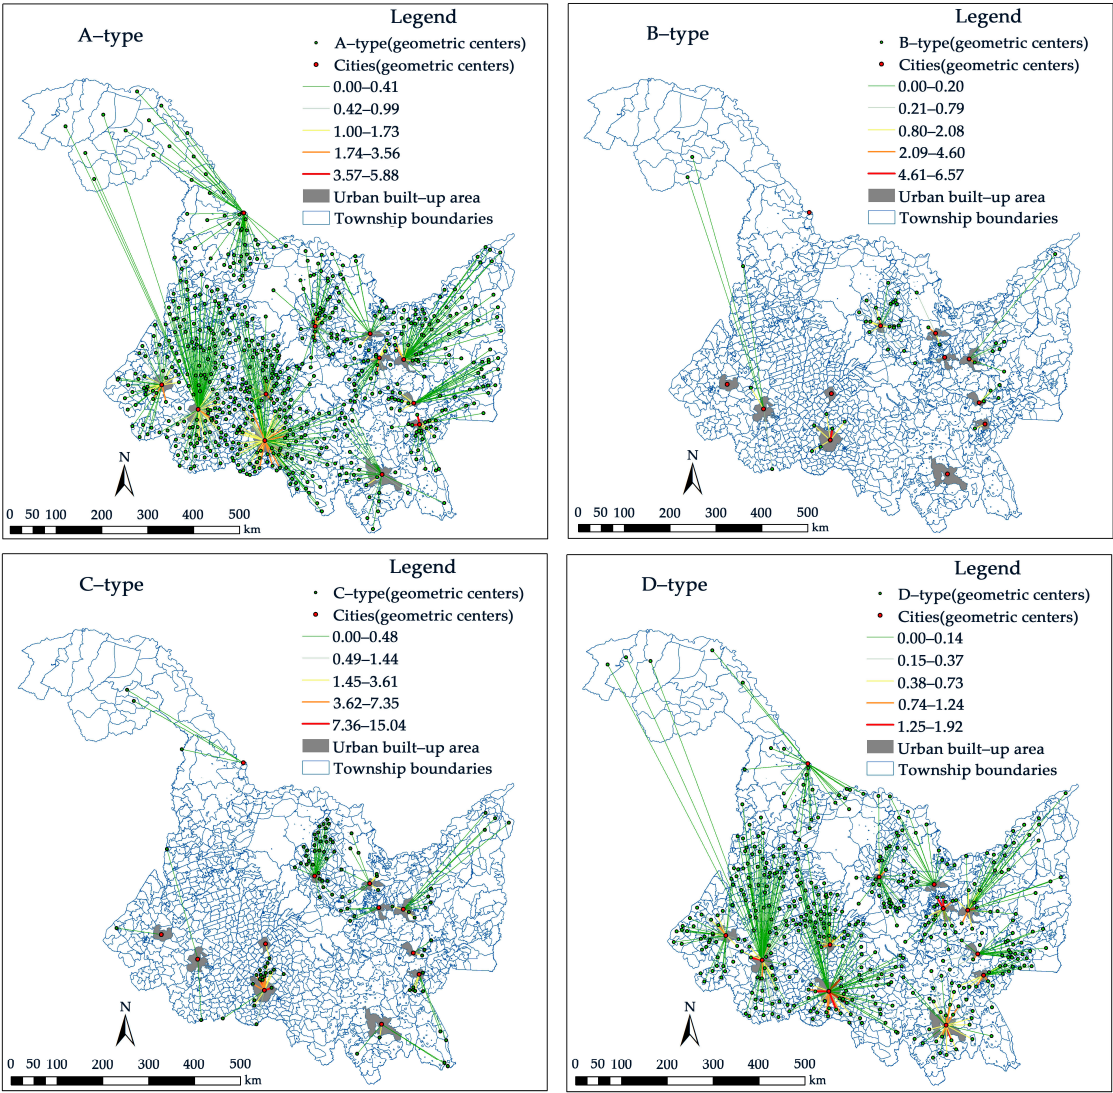 A–type
Legend
A–type(geometric centers)
Cities(geometric centers)
0.00–0.41
0.42–0.99
1.00–1.73
1.74–3.56
3.57–5.88
Urban built–up area
Township boundaries
N
0 50 100 200 300 400 500
km
B–type
Legend
B–type(geometric centers)
Cities(geometric centers)
0.00–0.20
0.21–0.79
0.80–2.08
2.09–4.60
4.61–6.57
Urban built–up area
Township boundaries
N
0 50 100 200 300 400 500
km
C–type
Legend
C–type(geometric centers)
Cities(geometric centers)
0.00–0.48
0.49–1.44
1.45–3.61
3.62–7.35
7.36–15.04
Urban built–up area
Township boundaries
N
0 50 100 200 300 400 500
km
D–type
Legend
D–type(geometric centers)
Cities(geometric centers)
0.00–0.14
0.15–0.37
0.38–0.73
0.74–1.24
1.25–1.92
Urban built–up area
Township boundaries
N
0 50 100 200 300 400 500
km